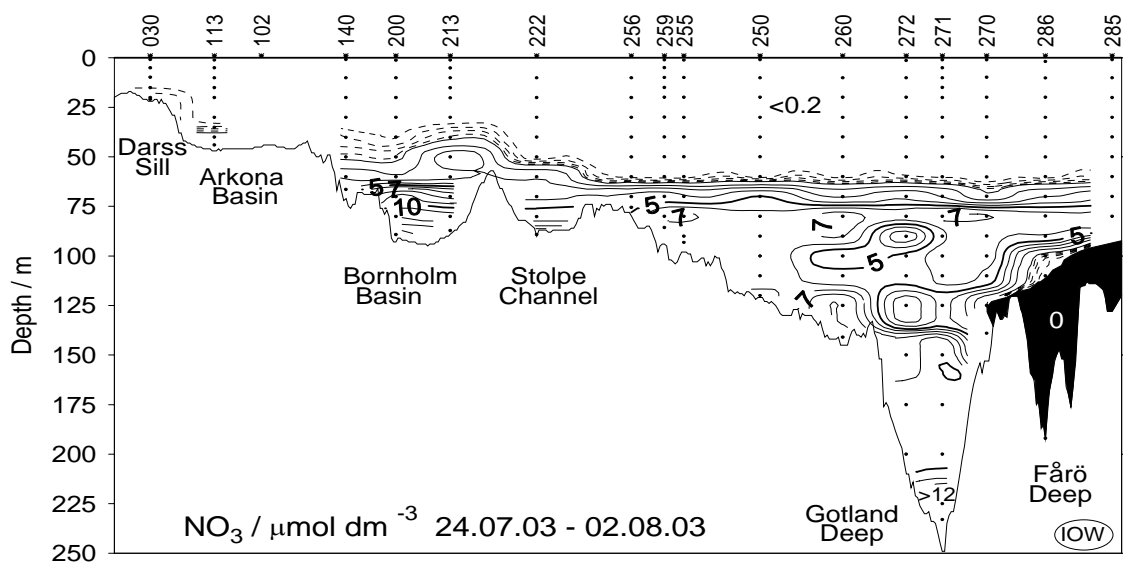 030 113 102 140 200 213 222 256 259 255 250 260 272 271 270 286 285
0
25
50
75
100
125
150
175
200
225
250
Depth / m
<0.2
Darss
Sill
Arkona
Basin
5 7
10
5
7
7
7
5
5
7
0
Bornholm
Basin
Stolpe
Channel
>12
Gotland
Deep
Fårö
Deep
NO3 / μmol dm -3 24.07.03 - 02.08.03
IOW